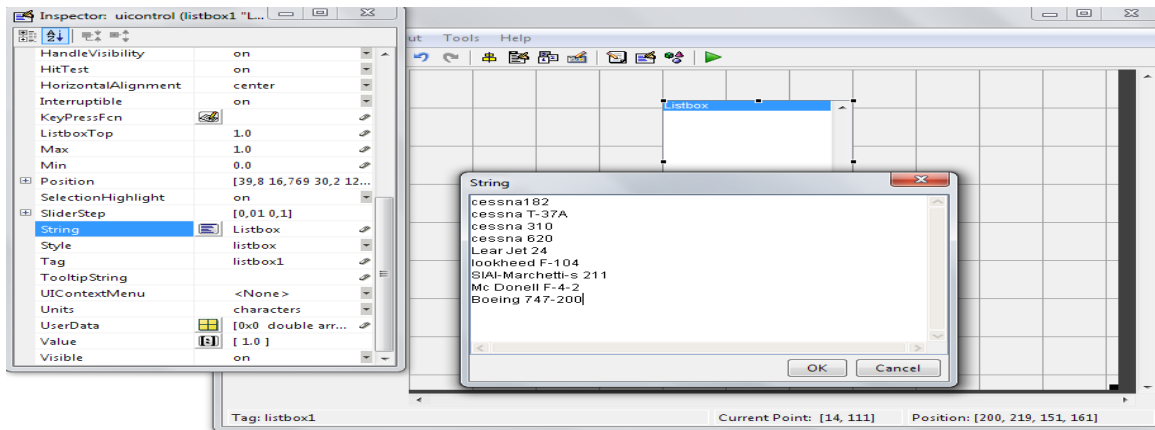 Inspector: uicontrol (listbox1 "L...
HandleVisibility on
HitTest on
HorizontalAlignment center
Interruptible on
KeyPressFcn
ListboxTop 1.0
Max 1.0
Min 0.0
Position [39,8 16,769 30,2 12...
SelectionHighlight on
SliderStep [0,01 0,1]
String Listbox
Style listbox
Tag listbox1
TooltipString
UIContextMenu <None>
Units characters
UserData [0x0 double arr...
Value [ 1.0 ]
Visible on
ut Tools Help
Listbox
String
cessna182
cessna T-37A
cessna 310
cessna 620
Lear Jet 24
lookheed F-104
SIAI-Marchetti-s 211
Mc Donell F-4-2
Boeing 747-200
OK Cancel
Tag: listbox1 Current Point: [14, 111] Position: [200, 219, 151, 161]